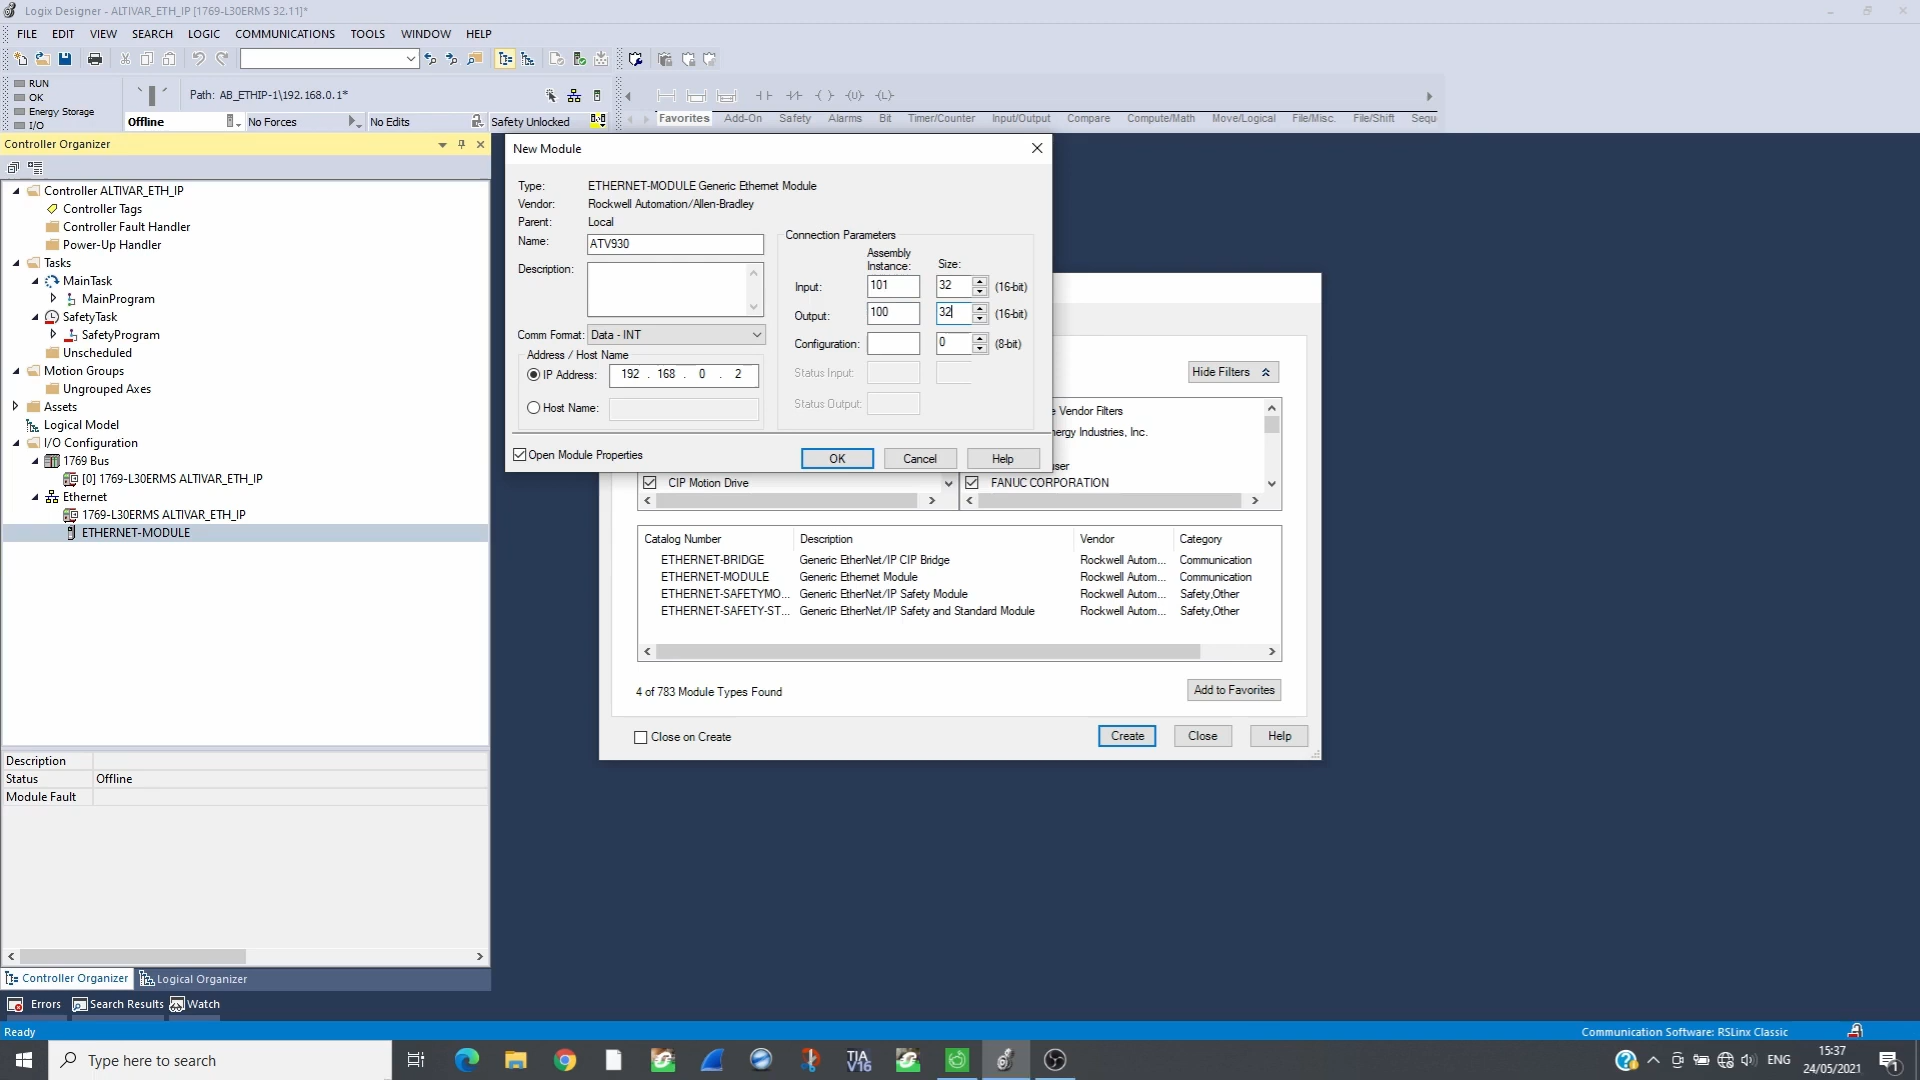 Logix Designer - ALTIVAR_ETH_IP [1769-L30ERMS 32.11]*
FILE EDIT VIEW SEARCH LOGIC COMMUNICATIONS TOOLS WINDOW HELP
RUN
OK
Energy Storage
I/O
Path: AB_ETHIP-1\192.168.0.1*
Offline No Forces No Edits Safety Unlocked
Favorites Add-On Safety Alarms Bit Timer/Counter Input/Output Compare Compute/Math Move/Logical File/Misc. File/Shift Sequ
Controller Organizer
Controller ALTIVAR_ETH_IP
Controller Tags
Controller Fault Handler
Power-Up Handler
Tasks
MainTask
MainProgram
SafetyTask
SafetyProgram
Unscheduled
Motion Groups
Ungrouped Axes
Assets
Logical Model
I/O Configuration
1769 Bus
[0] 1769-L30ERMS ALTIVAR_ETH_IP
Ethernet
1769-L30ERMS ALTIVAR_ETH_IP
ETHERNET-MODULE
Description
Status Offline
Module Fault
Controller Organizer Logical Organizer
Errors Search Results Watch
Ready
Communication Software: RSLinx Classic
New Module
Type: ETHERNET-MODULE Generic Ethernet Module
Vendor: Rockwell Automation/Allen-Bradley
Parent: Local
Name: ATV930
Description:
Comm Format: Data - INT
Address / Host Name
IP Address: 192 . 168 . 0 . 2
Host Name:
Connection Parameters
Assembly
Instance: Size:
Input: 101 32 (16-bit)
Output: 100 32 (16-bit)
Configuration: 0 (8-bit)
Status Input:
Status Output:
Open Module Properties
OK Cancel Help
Hide Filters
Vendor Filters
Industries, Inc.
CIP Motion Drive
FANUC CORPORATION
Catalog Number Description Vendor Category
ETHERNET-BRIDGE Generic EtherNet/IP CIP Bridge Rockwell Autom... Communication
ETHERNET-MODULE Generic Ethernet Module Rockwell Autom... Communication
ETHERNET-SAFETYMO... Generic EtherNet/IP Safety Module Rockwell Autom... Safety,Other
ETHERNET-SAFETY-ST... Generic EtherNet/IP Safety and Standard Module Rockwell Autom... Safety,Other
4 of 783 Module Types Found
Add to Favorites
Close on Create
Create Close Help
Type here to search
TIA
V16
ENG
15:37
24/05/2021
1